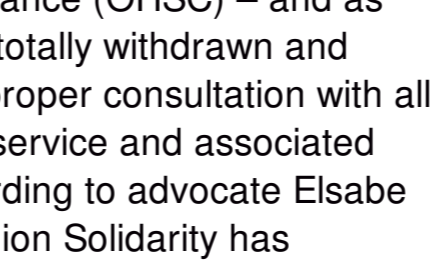 ance (OHSC) – and as
totally withdrawn and
proper consultation with all
service and associated
rding to advocate Elsabe
ion Solidarity has